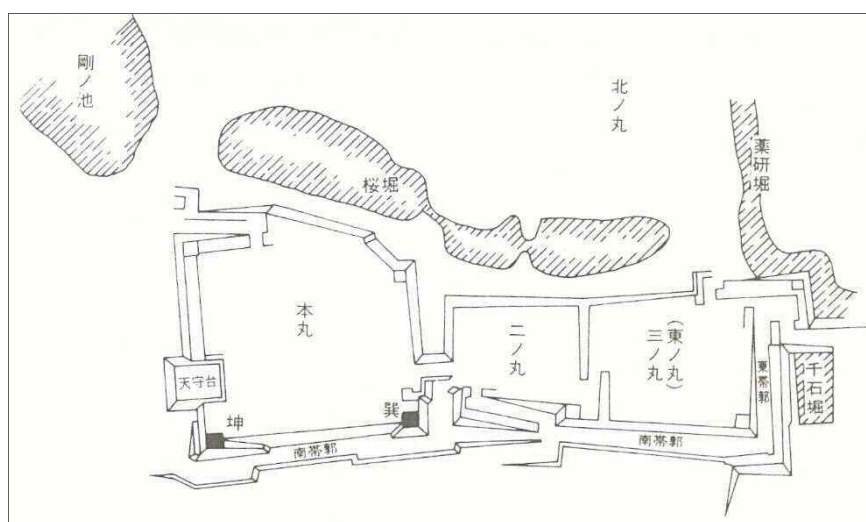 剛ノ池
北ノ丸
薬研堀
桜堀
本丸
二ノ丸
(東ノ丸)
三ノ丸
東帯郭
千石堀
天守台
坤
巽
南帯郭
南帯郭